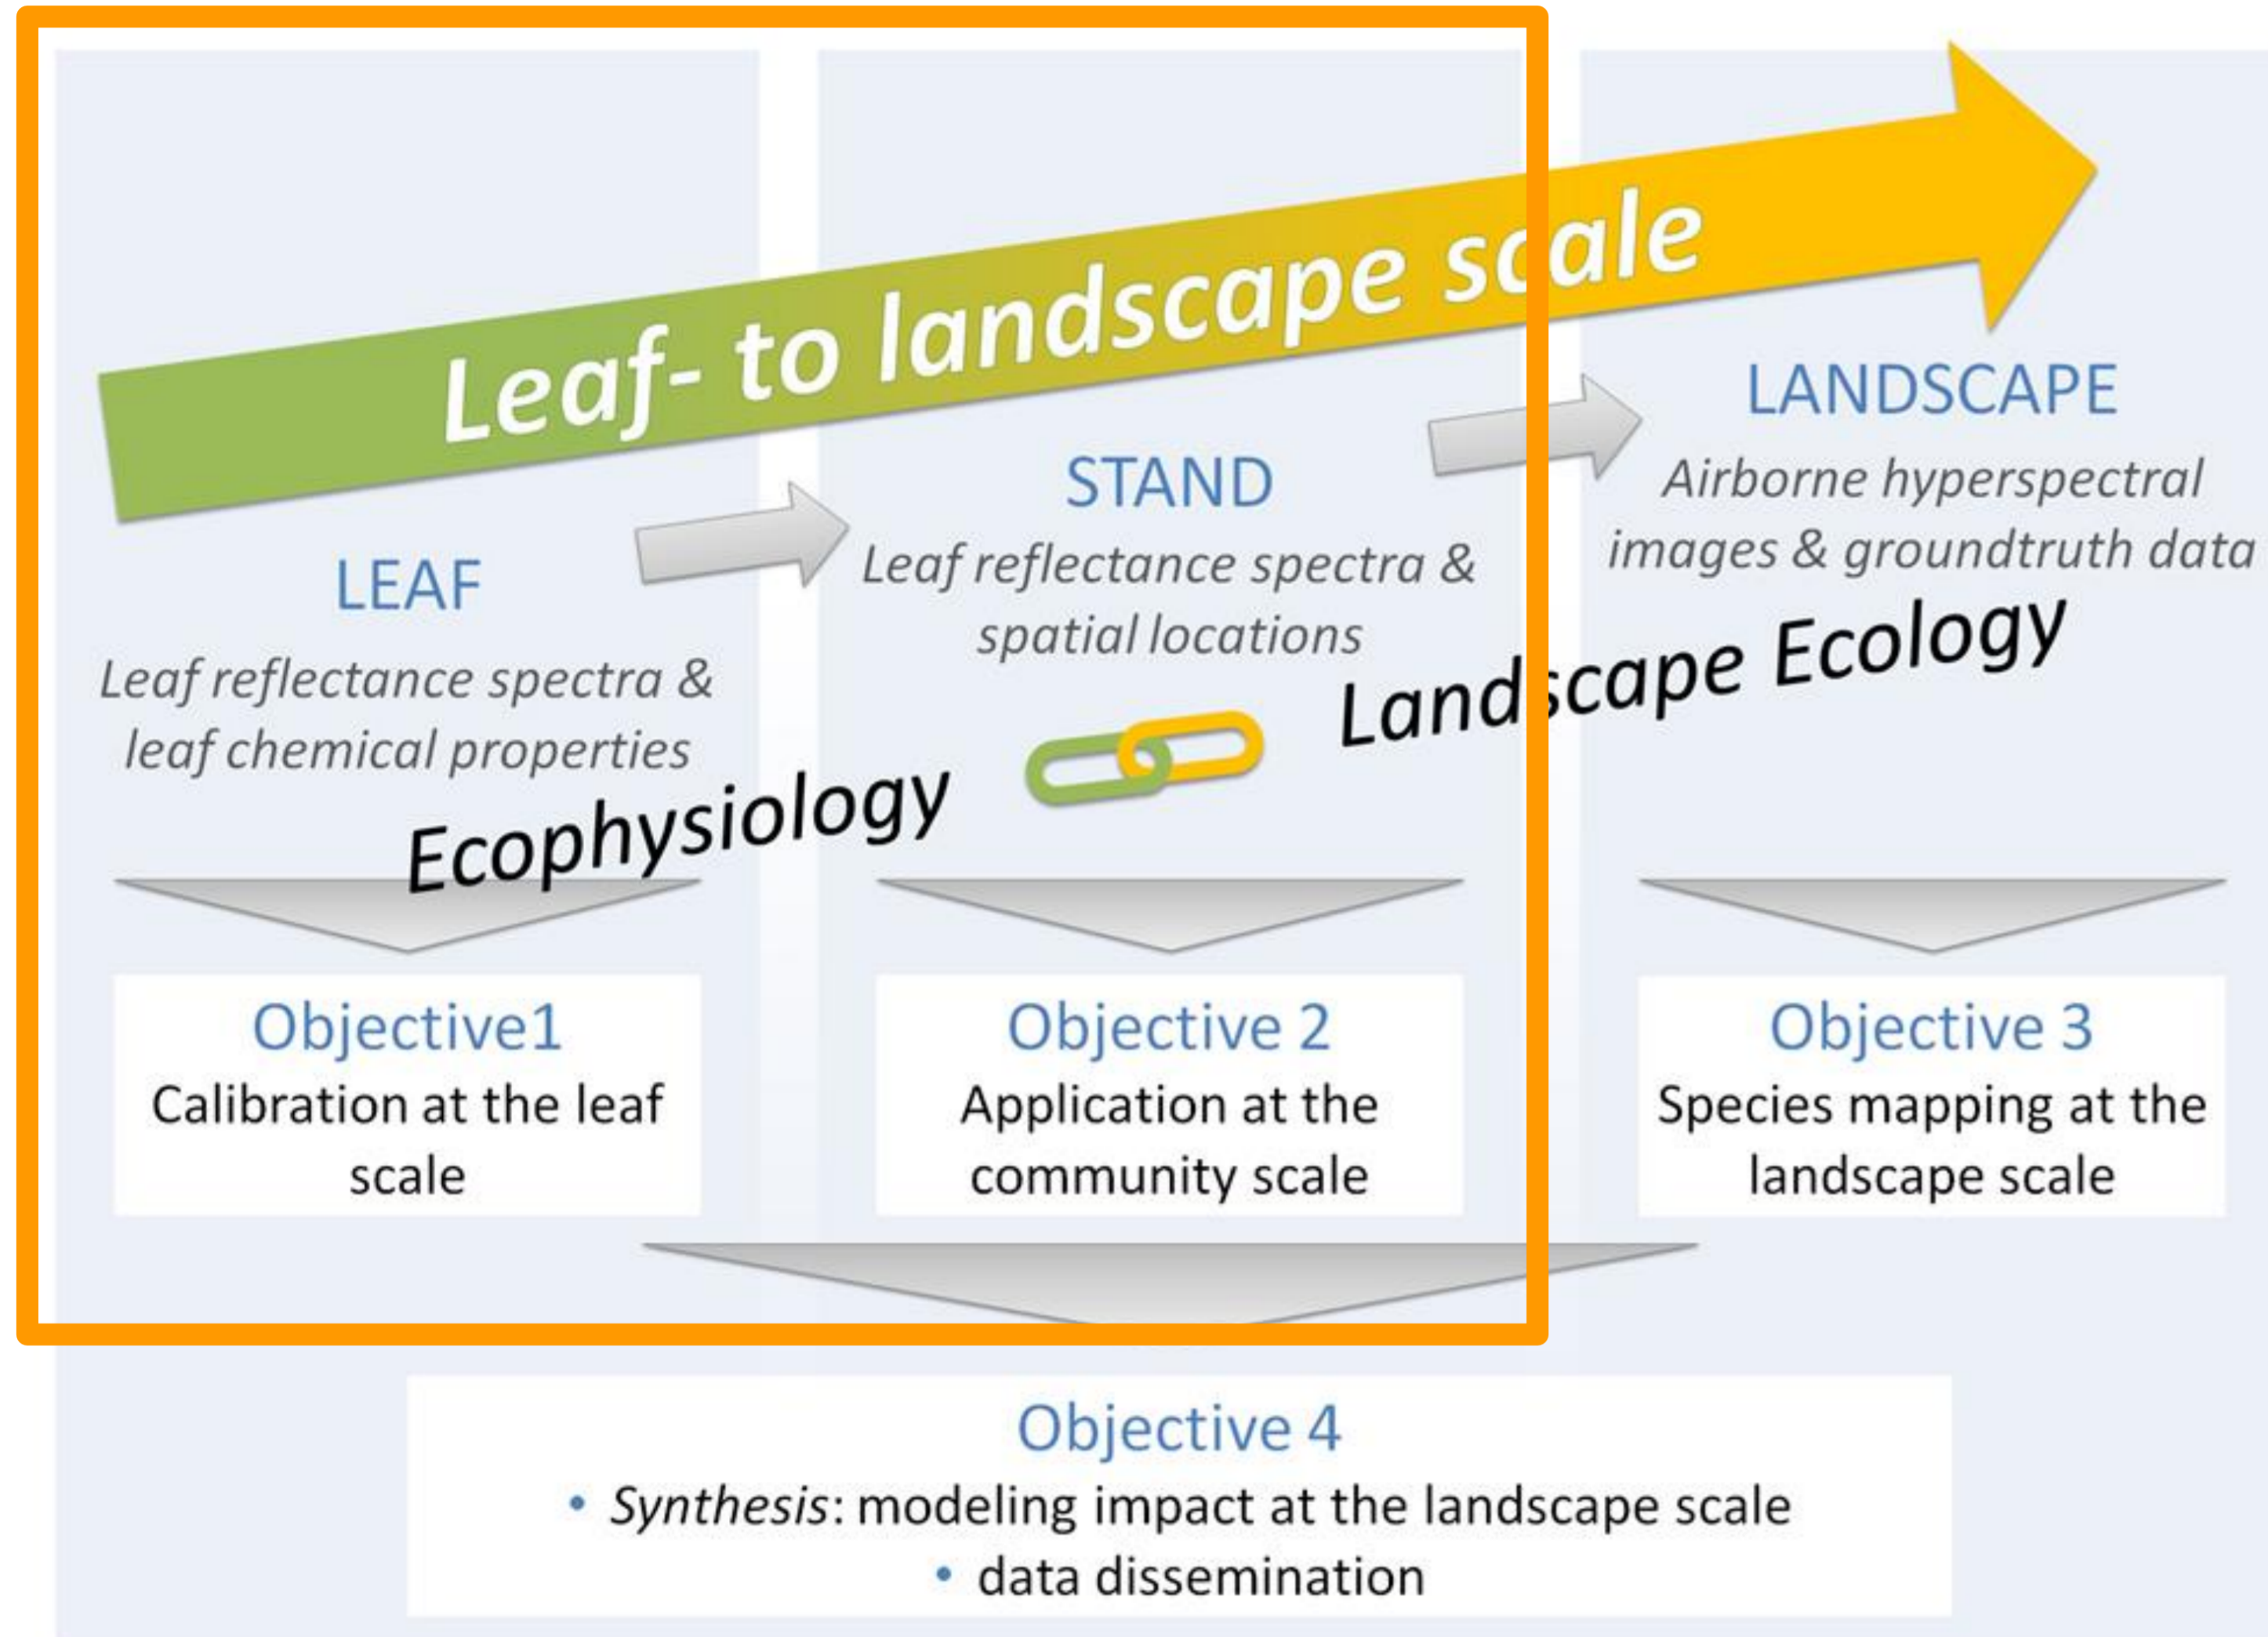 Leaf- to landscape scale
LEAF
Leaf reflectance spectra &
leaf chemical properties
STAND
Leaf reflectance spectra &
spatial locations
LANDSCAPE
Airborne hyperspectral
images & groundtruth data
Ecophysiology
Landscape Ecology
Objective1
Calibration at the leaf
scale
Objective 2
Application at the
community scale
Objective 3
Species mapping at the
landscape scale
Objective 4
• Synthesis: modeling impact at the landscape scale
• data dissemination